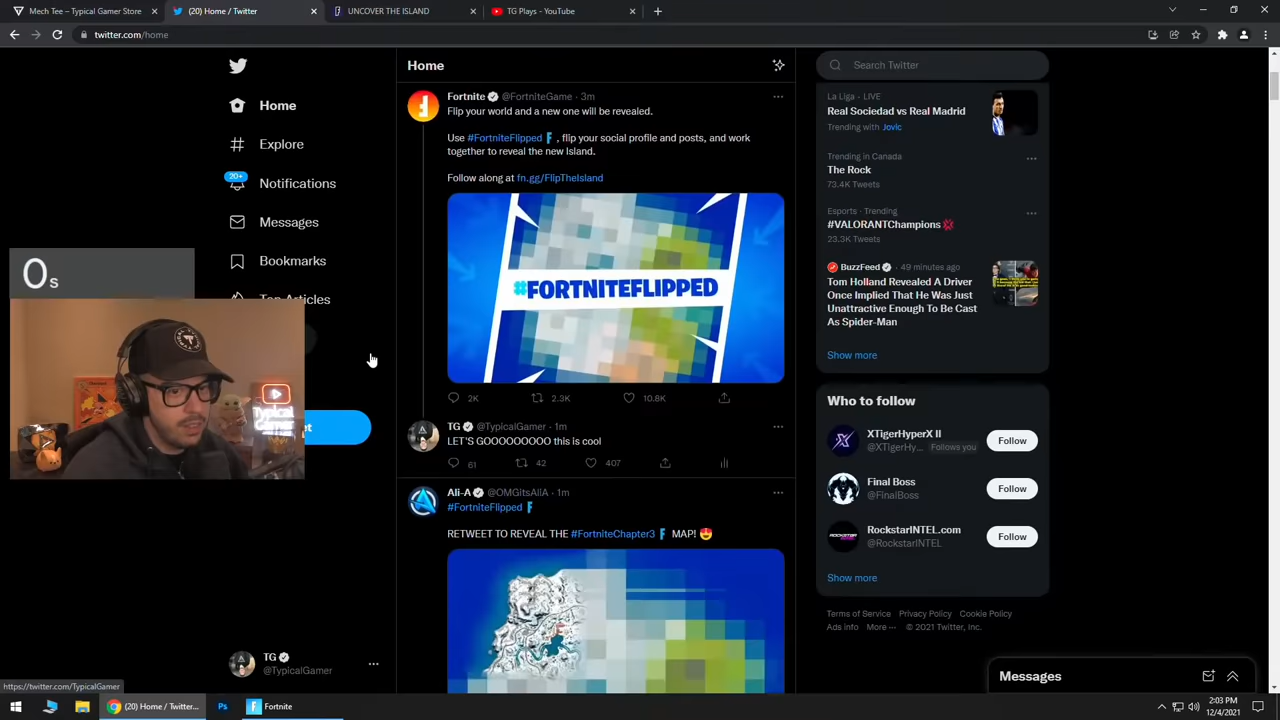 Mech Tee – Typical Gamer Store
(20) Home / Twitter
UNCOVER THE ISLAND
TG Plays - YouTube
twitter.com/home
Home
Explore
20+
Notifications
Messages
Bookmarks
Top Articles
0s
Typical
Gamer
et
TG
@TypicalGamer
Home
Fortnite @FortniteGame · 3m
Flip your world and a new one will be revealed.
Use #FortniteFlipped , flip your social profile and posts, and work
together to reveal the new Island.
Follow along at fn.gg/FlipTheIsland
#FORTNITEFLIPPED
2K 2.3K 10.8K
TG @TypicalGamer · 1m
LET'S GOOOOOOOOO this is cool
61 42 407
Ali-A @OMGitsAliA · 1m
#FortniteFlipped
RETWEET TO REVEAL THE #FortniteChapter3 MAP! 😍
Search Twitter
La Liga · LIVE
Real Sociedad vs Real Madrid
Trending with Jovic
Trending in Canada
The Rock
73.4K Tweets
Esports · Trending
#VALORANTChampions
23.3K Tweets
BuzzFeed · 49 minutes ago
Tom Holland Revealed A Driver
Once Implied That He Was Just
Unattractive Enough To Be Cast
As Spider-Man
Show more
Who to follow
XTigerHyperX II
@XTigerHy... Follows you
Follow
Final Boss
@FinalBoss
Follow
RockstarINTEL.com
@RockstarINTEL
Follow
Show more
Terms of Service Privacy Policy Cookie Policy
Ads info More ··· © 2021 Twitter, Inc.
Messages
https://twitter.com/TypicalGamer
(20) Home / Twitter...
Ps
Fortnite
2:03 PM
12/4/2021